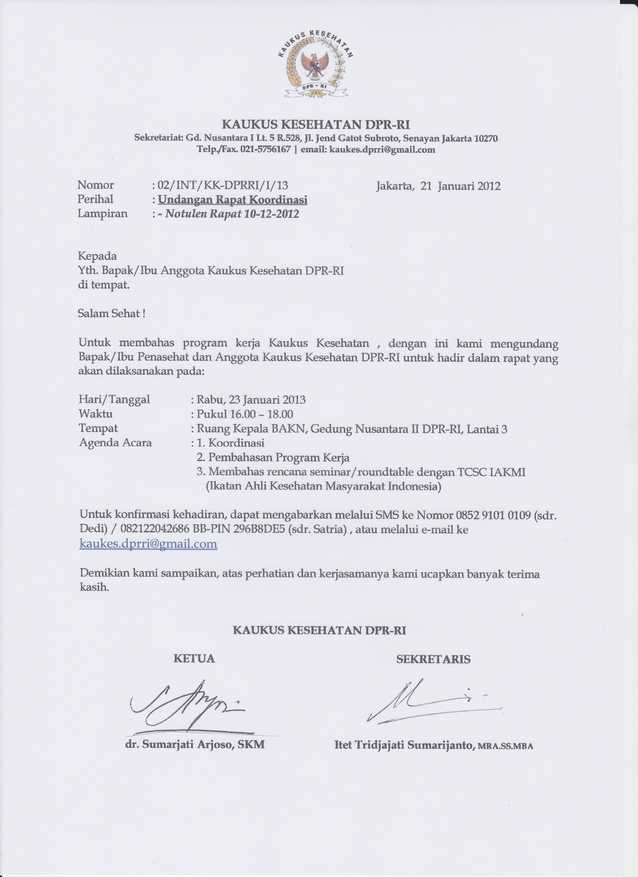 KAUKUS KESEHATAN
DPR - RI
KAUKUS KESEHATAN DPR-RI
Sekretariat: Gd. Nusantara I Lt. 5 R.528, Jl. Jend Gatot Subroto, Senayan Jakarta 10270
Telp./Fax. 021-5756167 | email: kaukes.dprri@gmail.com
Nomor : 02/INT/KK-DPRRI/I/13 Jakarta, 21 Januari 2012
Perihal : Undangan Rapat Koordinasi
Lampiran : - Notulen Rapat 10-12-2012
Kepada
Yth. Bapak/Ibu Anggota Kaukus Kesehatan DPR-RI
di tempat.
Salam Sehat !
Untuk membahas program kerja Kaukus Kesehatan , dengan ini kami mengundang
Bapak/Ibu Penasehat dan Anggota Kaukus Kesehatan DPR-RI untuk hadir dalam rapat yang
akan dilaksanakan pada:
Hari/Tanggal : Rabu, 23 Januari 2013
Waktu : Pukul 16.00 – 18.00
Tempat : Ruang Kepala BAKN, Gedung Nusantara II DPR-RI, Lantai 3
Agenda Acara : 1. Koordinasi
2. Pembahasan Program Kerja
3. Membahas rencana seminar/roundtable dengan TCSC IAKMI
(Ikatan Ahli Kesehatan Masyarakat Indonesia)
Untuk konfirmasi kehadiran, dapat mengabarkan melalui SMS ke Nomor 0852 9101 0109 (sdr.
Dedi) / 082122042686 BB-PIN 296B8DE5 (sdr. Satria) , atau melalui e-mail ke
kaukes.dprri@gmail.com
Demikian kami sampaikan, atas perhatian dan kerjasamanya kami ucapkan banyak terima
kasih.
KAUKUS KESEHATAN DPR-RI
KETUA SEKRETARIS
dr. Sumarjati Arjoso, SKM Itet Tridjajati Sumarijanto, MRA.SS.MBA